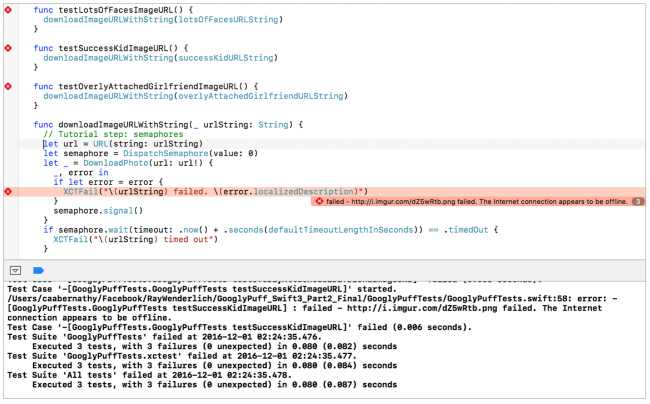 func testLotsOfFacesImageURL() {
downloadImageURLWithString(lotsOfFacesURLString)
}
func testSuccessKidImageURL() {
downloadImageURLWithString(successKidURLString)
}
func testOverlyAttachedGirlfriendImageURL() {
downloadImageURLWithString(overlyAttachedGirlfriendURLString)
}
func downloadImageURLWithString(_ urlString: String) {
// Tutorial step: semaphores
let url = URL(string: urlString)
let semaphore = DispatchSemaphore(value: 0)
let _ = DownloadPhoto(url: url!) {
_, error in
if let error = error {
XCTFail("\(urlString) failed. \(error.localizedDescription)")
}
failed - http://i.imgur.com/dZ5wRtb.png failed. The Internet connection appears to be offline. 3
semaphore.signal()
}
if semaphore.wait(timeout: .now() + .seconds(defaultTimeoutLengthInSeconds)) == .timedOut {
XCTFail("\(urlString) timed out")
}
Test Case '-[GooglyPuffTests.GooglyPuffTests testSuccessKidImageURL]' started.
/Users/caabernathy/Facebook/RayWenderlich/GooglyPuff_Swift3_Part2_Final/GooglyPuffTests/GooglyPuffTests.swift:58: error: -
[GooglyPuffTests.GooglyPuffTests testSuccessKidImageURL] : failed - http://i.imgur.com/dZ5wRtb.png failed. The Internet
connection appears to be offline.
Test Case '-[GooglyPuffTests.GooglyPuffTests testSuccessKidImageURL]' failed (0.006 seconds).
Test Suite 'GooglyPuffTests' failed at 2016-12-01 02:24:35.476.
Executed 3 tests, with 3 failures (0 unexpected) in 0.080 (0.082) seconds
Test Suite 'GooglyPuffTests.xctest' failed at 2016-12-01 02:24:35.477.
Executed 3 tests, with 3 failures (0 unexpected) in 0.080 (0.084) seconds
Test Suite 'All tests' failed at 2016-12-01 02:24:35.478.
Executed 3 tests, with 3 failures (0 unexpected) in 0.080 (0.087) seconds